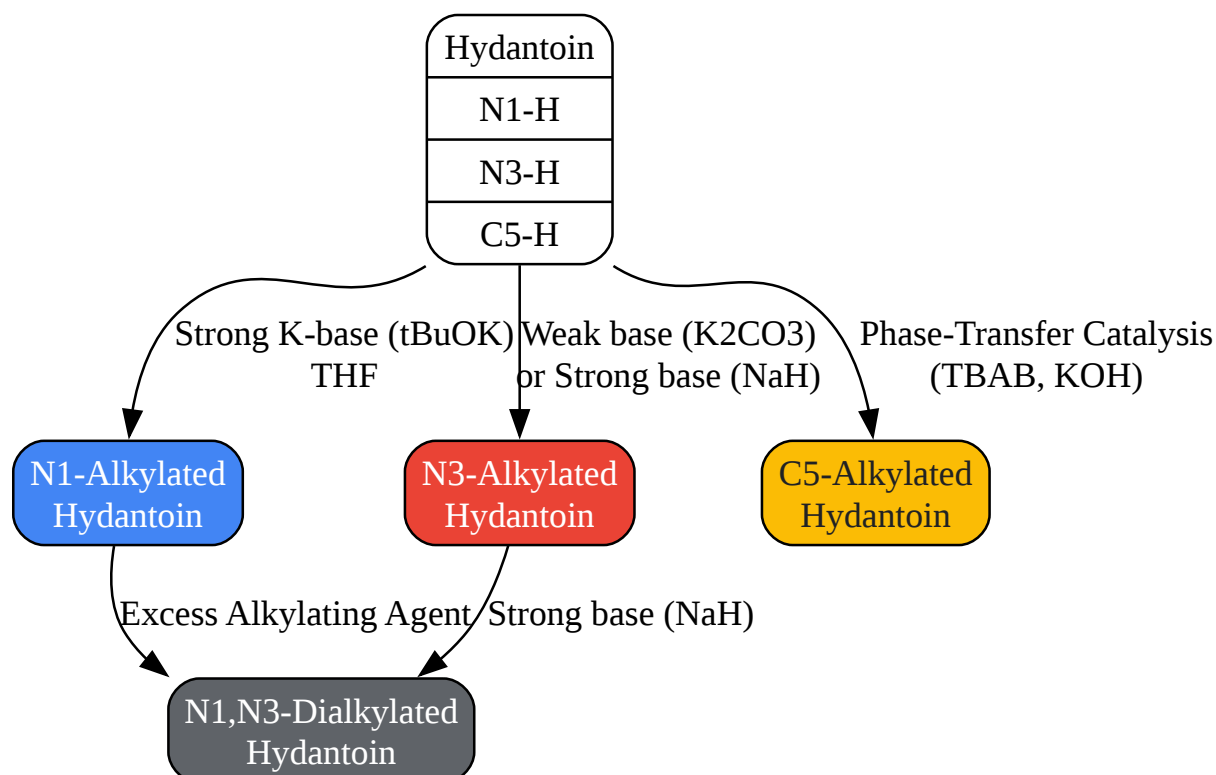 Hydantoin
N1-H
N3-H
C5-H
Strong K-base (tBuOK)
THF
Weak base (K2CO3)
or Strong base (NaH)
Phase-Transfer Catalysis
(TBAB, KOH)
N1-Alkylated
Hydantoin
N3-Alkylated
Hydantoin
C5-Alkylated
Hydantoin
Excess Alkylating Agent
Strong base (NaH)
N1,N3-Dialkylated
Hydantoin